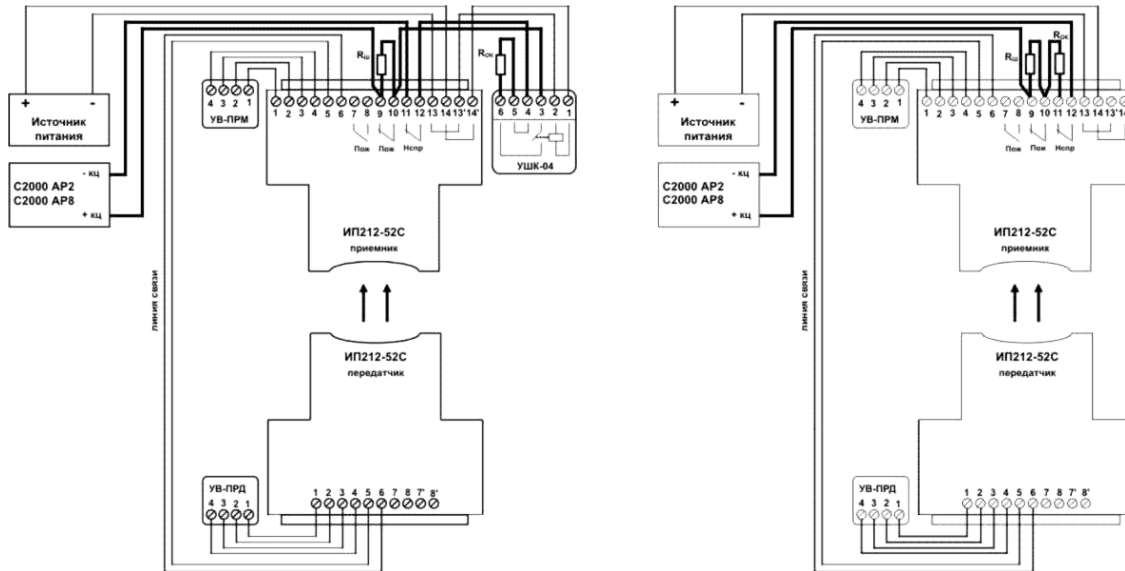 Rш
Rок
4 3 2 1
УВ-ПРМ
1 2 3 4 5 6 7 8 9 10 11 12 13 14 13' 14'
Пож Пож Нспр
6 5 4 3 2 1
УШК-04
+ -
Источник
питания
- кц
С2000 АР2
С2000 АР8
+ кц
ИП212-52С
приемник
линия связи
ИП212-52С
передатчик
УВ-ПРД
4 3 2 1
1 2 3 4 5 6 7 8 7' 8'
Rш
Rок
4 3 2 1
УВ-ПРМ
1 2 3 4 5 6 7 8 9 10 11 12 13 14 13' 14
Пож Пож Нспр
+ -
Источник
питания
- кц
С2000 АР2
С2000 АР8
+ кц
ИП212-52С
приемник
линия связи
ИП212-52С
передатчик
УВ-ПРД
4 3 2 1
1 2 3 4 5 6 7 8 7' 8'